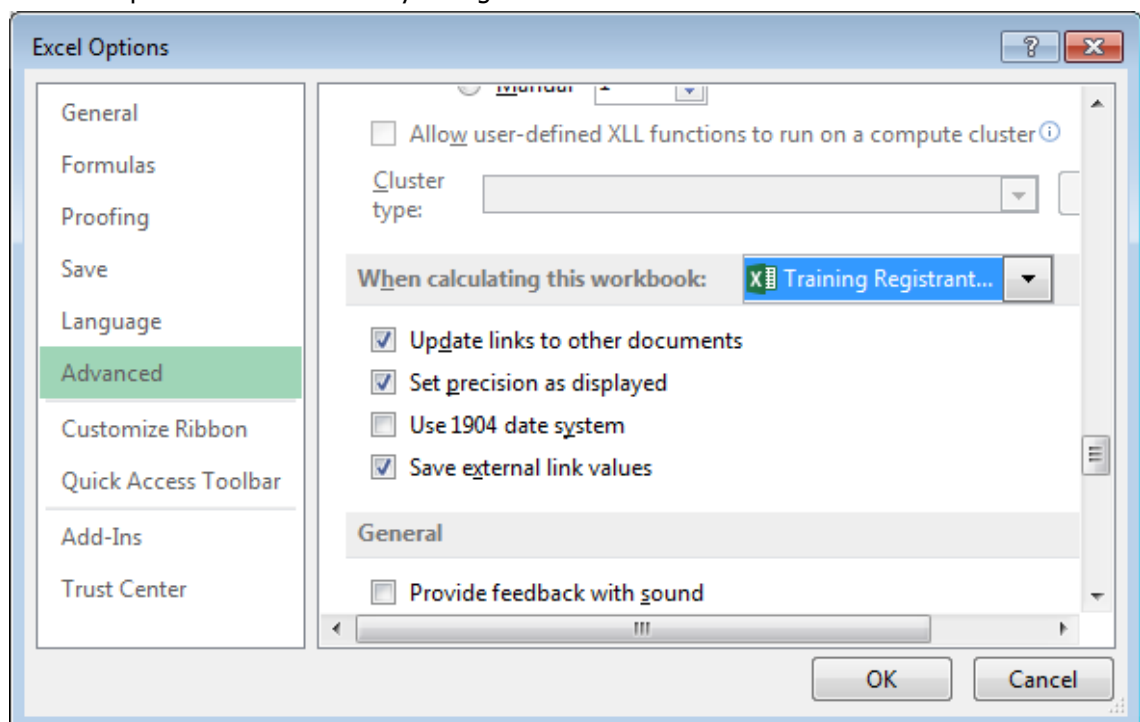 Excel Options
General
Formulas
Proofing
Save
Language
Advanced
Customize Ribbon
Quick Access Toolbar
Add-Ins
Trust Center
Manual 1
Allow user-defined XLL functions to run on a compute cluster
Cluster
type:
When calculating this workbook: Training Registrant...
Update links to other documents
Set precision as displayed
Use 1904 date system
Save external link values
General
Provide feedback with sound
OK Cancel